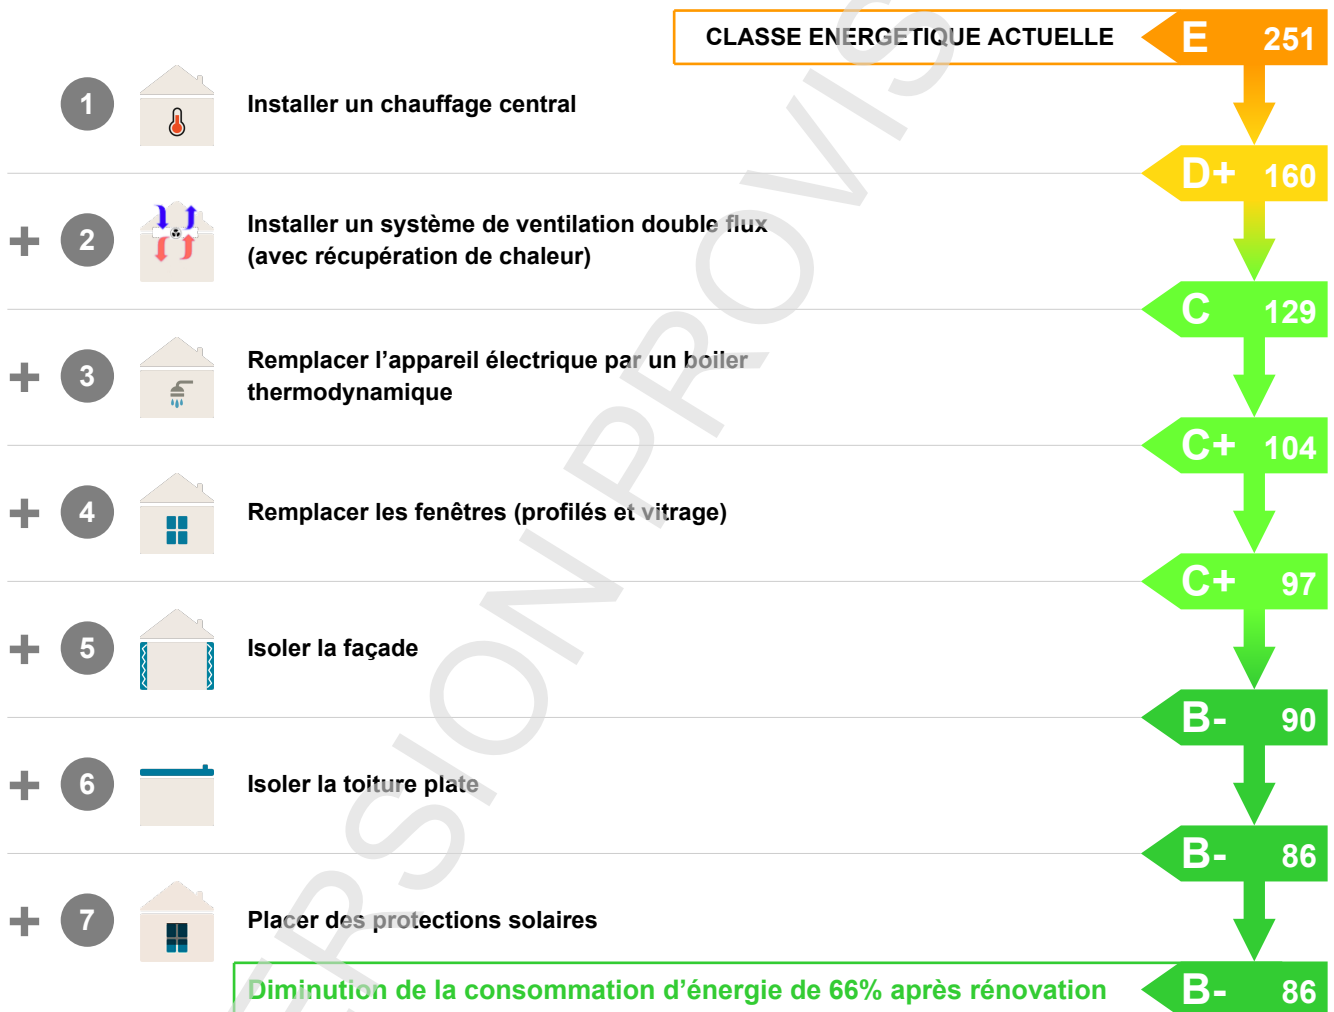 CLASSE ENERGETIQUE ACTUELLE E 251
1 Installer un chauffage central
D+ 160
+ 2 Installer un système de ventilation double flux
(avec récupération de chaleur)
C 129
+ 3 Remplacer l'appareil électrique par un boiler
thermodynamique
C+ 104
+ 4 Remplacer les fenêtres (profilés et vitrage)
C+ 97
+ 5 Isoler la façade
B- 90
+ 6 Isoler la toiture plate
B- 86
+ 7 Placer des protections solaires
Diminution de la consommation d'énergie de 66% après rénovation B- 86
ERSION PROVIS